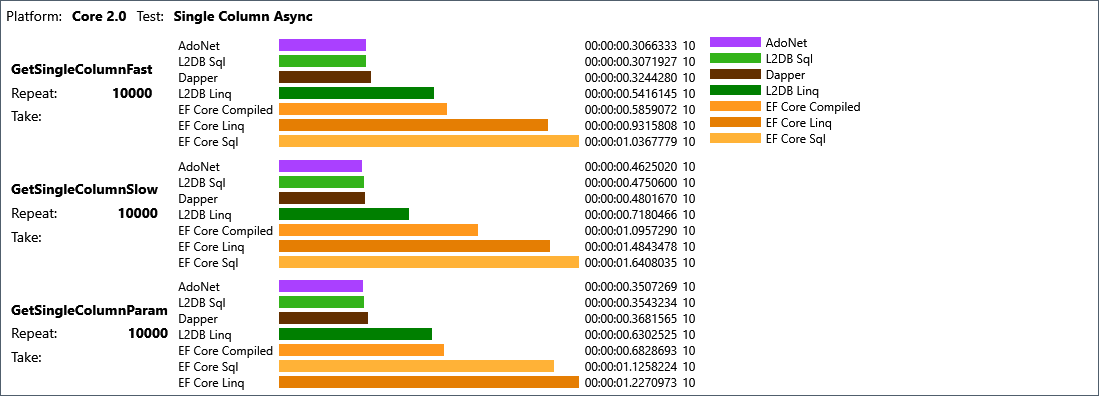 Platform: Core 2.0 Test: Single Column Async
GetSingleColumnFast
Repeat: 10000
Take:
AdoNet 00:00:00.3066333 10
L2DB Sql 00:00:00.3071927 10
Dapper 00:00:00.3244280 10
L2DB Linq 00:00:00.5416145 10
EF Core Compiled 00:00:00.5859072 10
EF Core Linq 00:00:00.9315808 10
EF Core Sql 00:00:01.0367779 10
AdoNet
L2DB Sql
Dapper
L2DB Linq
EF Core Compiled
EF Core Linq
EF Core Sql
GetSingleColumnSlow
Repeat: 10000
Take:
AdoNet 00:00:00.4625020 10
L2DB Sql 00:00:00.4750600 10
Dapper 00:00:00.4801670 10
L2DB Linq 00:00:00.7180466 10
EF Core Compiled 00:00:01.0957290 10
EF Core Linq 00:00:01.4843478 10
EF Core Sql 00:00:01.6408035 10
GetSingleColumnParam
Repeat: 10000
Take:
AdoNet 00:00:00.3507269 10
L2DB Sql 00:00:00.3543234 10
Dapper 00:00:00.3681565 10
L2DB Linq 00:00:00.6302525 10
EF Core Compiled 00:00:00.6828693 10
EF Core Sql 00:00:01.1258224 10
EF Core Linq 00:00:01.2270973 10